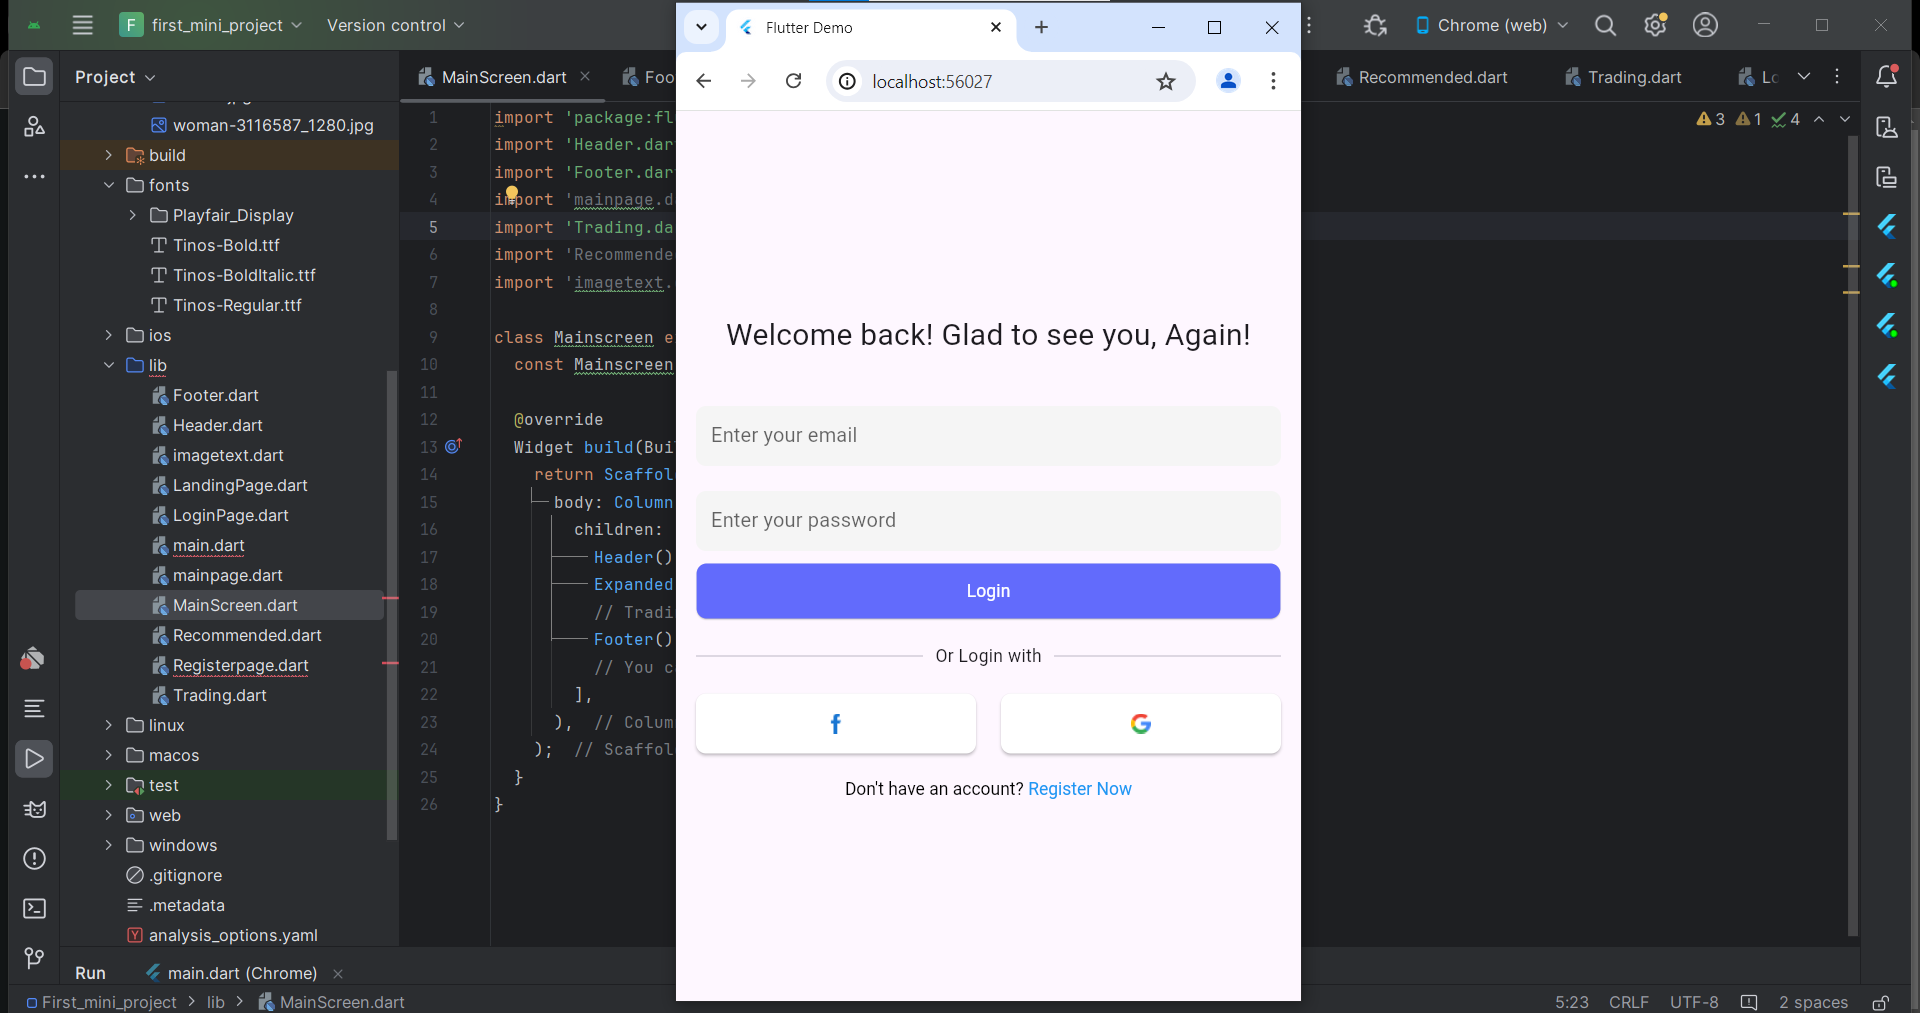 F first_mini_project
Version control
Flutter Demo
Chrome (web)
Project
MainScreen.dart
Foo
localhost:56027
Recommended.dart
Trading.dart
woman-3116587_1280.jpg
build
fonts
Playfair_Display
Tinos-Bold.ttf
Tinos-BoldItalic.ttf
Tinos-Regular.ttf
ios
lib
Footer.dart
Header.dart
imagetext.dart
LandingPage.dart
LoginPage.dart
main.dart
mainpage.dart
MainScreen.dart
Recommended.dart
Registerpage.dart
Trading.dart
linux
macos
test
web
windows
.gitignore
.metadata
analysis_options.yaml
1 import 'package:fl
2 import 'Header.dar
3 import 'Footer.dar
4 import 'mainpage.d
5 import 'Trading.da
6 import 'Recommende
7 import 'imagetext.
8
9 class Mainscreen e
10 const Mainscreen
11
12 @override
13 Widget build(Bui
14 return Scaffol
15 body: Column
16 children:
17 Header()
18 Expanded
19 // Tradi
20 Footer()
21 // You c
22 ],
23 ), // Colum
24 ); // Scaffol
25 }
26 }
3 1 4
Welcome back! Glad to see you, Again!
Enter your email
Enter your password
Login
Or Login with
f G
Don't have an account? Register Now
Run
main.dart (Chrome)
First_mini_project > lib > MainScreen.dart
5:23 CRLF UTF-8 2 spaces